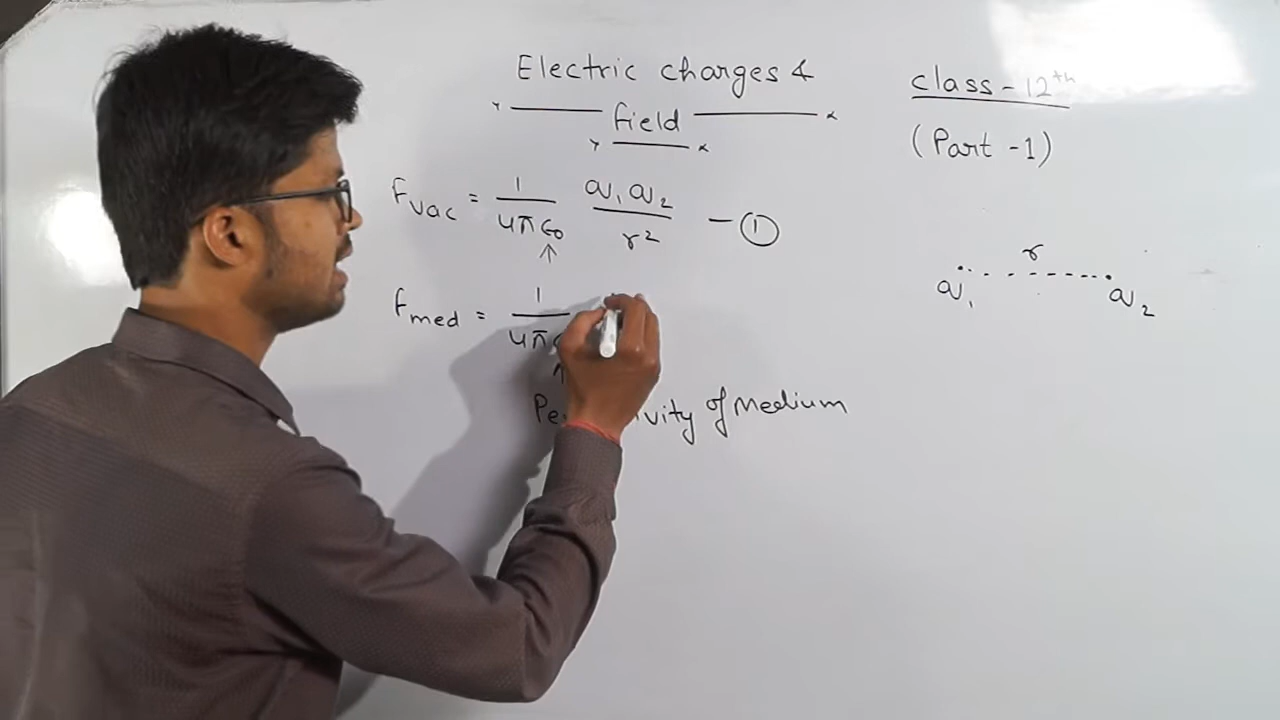 Electric charges &
field
class - 12th
(Part - 1)
Fvac = 1/4πϵ₀ q₁q₂/r² — ①
r
q₁ q₂
Fmed = 1/4π
of Medium